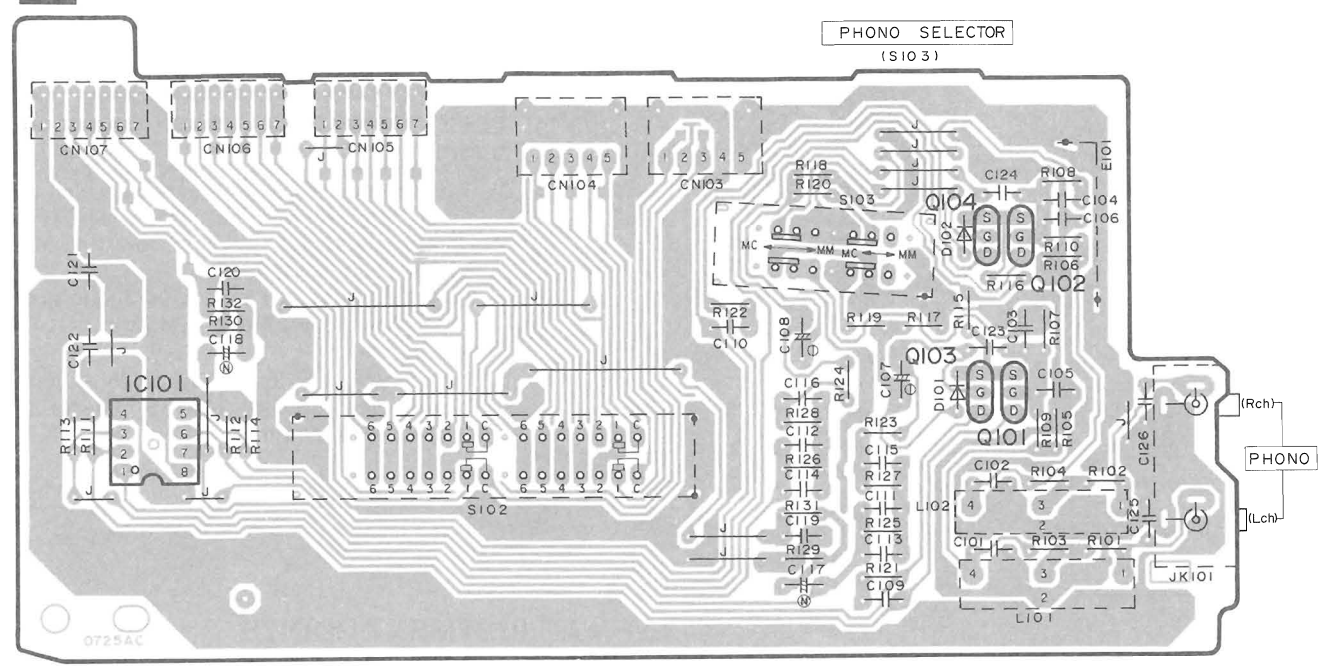 PHONO SELECTOR
(S103)
1 2 3 4 5 6 7
CN107
1 2 3 4 5 6 7
CN106
1 2 3 4 5 6 7
CN105
J
1 2 3 4 5
CN104
1 2 3 4 5
CN103
J
J
J
J
E101
R118
R120
S103
C124
R108
C104
C106
Q104
S S
G G
D D
D102
R110
R106
R116
Q102
MC MM MC MM
C121
C120
R132
R130
C118
N
C122
J
J
J
J
R122
C110
C108
R119
R117
R115
C123
C103
R107
Q103
D101
S S
G G
D D
C105
Q101
R109
R105
IC101
4 5
3 6
2 7
1 8
R113
R111
J
R112
R114
J
J
J
J
R124
C107
C116
R128
C112
R126
C114
R131
C119
R129
C117
N
R123
C115
R127
C111
R125
C113
R121
C109
6 5 4 3 2 1 C 6 5 4 3 2 1 C
6 5 4 3 2 1 C 6 5 4 3 2 1 C
S102
J
J
J
C126
(Rch)
PHONO
(Lch)
C102
R104
R102
L102
4 3 1
2
C125
C101
R103
R101
4 3 1
2
L101
JK101
0725AC